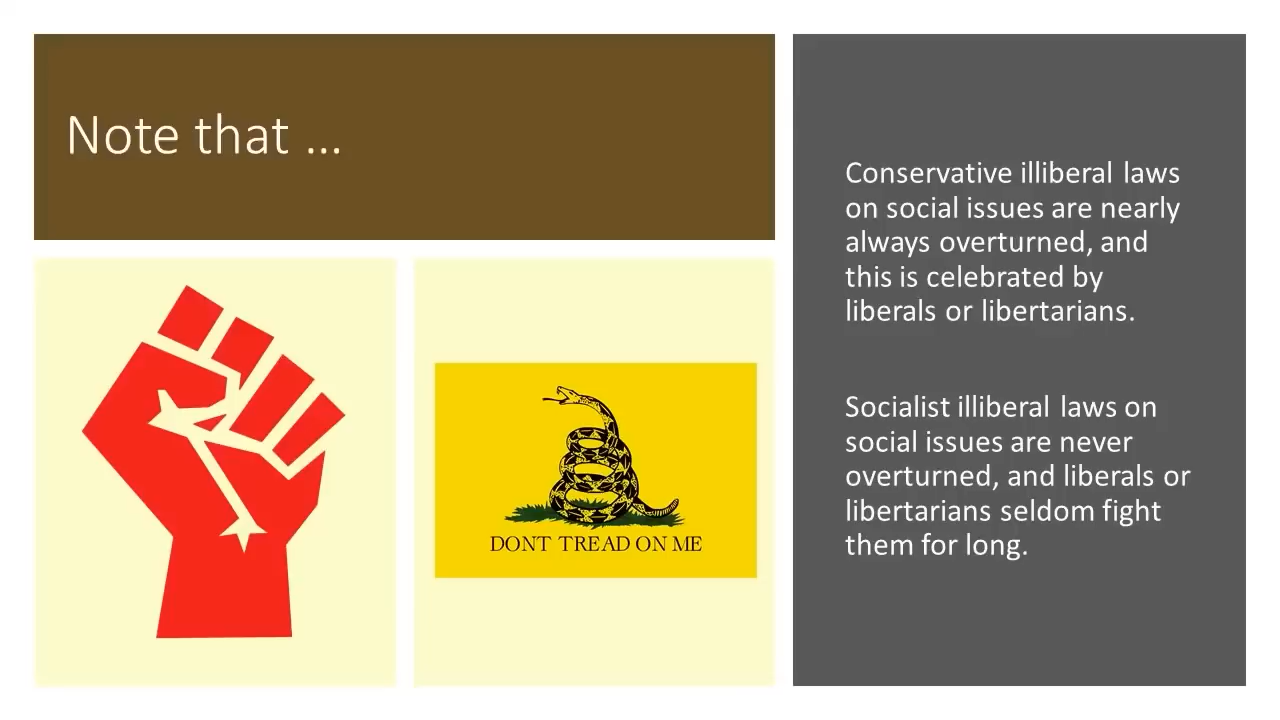 Note that …
Conservative illiberal laws
on social issues are nearly
always overturned, and
this is celebrated by
liberals or libertarians.
Socialist illiberal laws on
social issues are never
overturned, and liberals or
libertarians seldom fight
them for long.
DONT TREAD ON ME